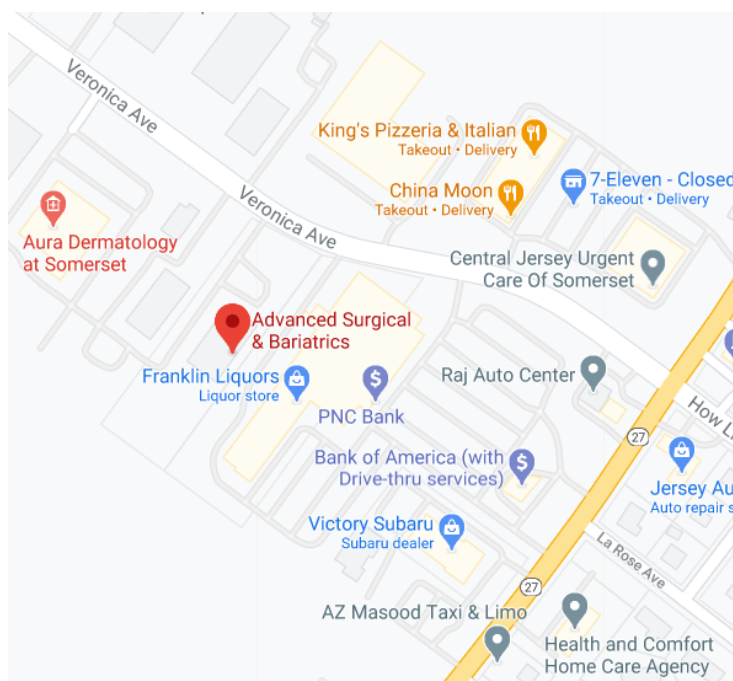 Veronica Ave
King's Pizzeria & Italian
Takeout • Delivery
China Moon
Takeout • Delivery
7-Eleven - Closed
Takeout • Delivery
Veronica Ave
Aura Dermatology
at Somerset
Central Jersey Urgent
Care Of Somerset
Advanced Surgical
& Bariatrics
Franklin Liquors
Liquor store
PNC Bank
Raj Auto Center
How L
27
Bank of America (with
Drive-thru services)
Jersey Au
Auto repair s
Victory Subaru
Subaru dealer
La Rose Ave
27
AZ Masood Taxi & Limo
Health and Comfort
Home Care Agency